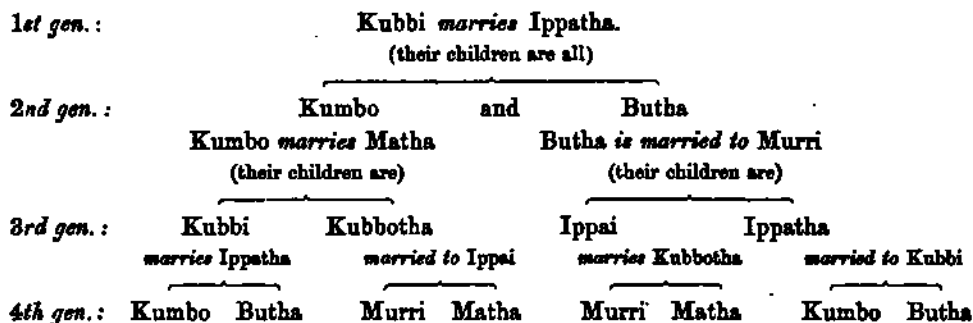 1st gen.: Kubbi marries Ippatha.
(their children are all)
2nd gen.: Kumbo and Butha
Kumbo marries Matha Butha is married to Murri
(their children are) (their children are)
3rd gen.: Kubbi Kubbotha Ippai Ippatha
marries Ippatha married to Ippai marries Kubbotha married to Kubbi
4th gen.: Kumbo Butha Murri Matha Murri Matha Kumbo Butha